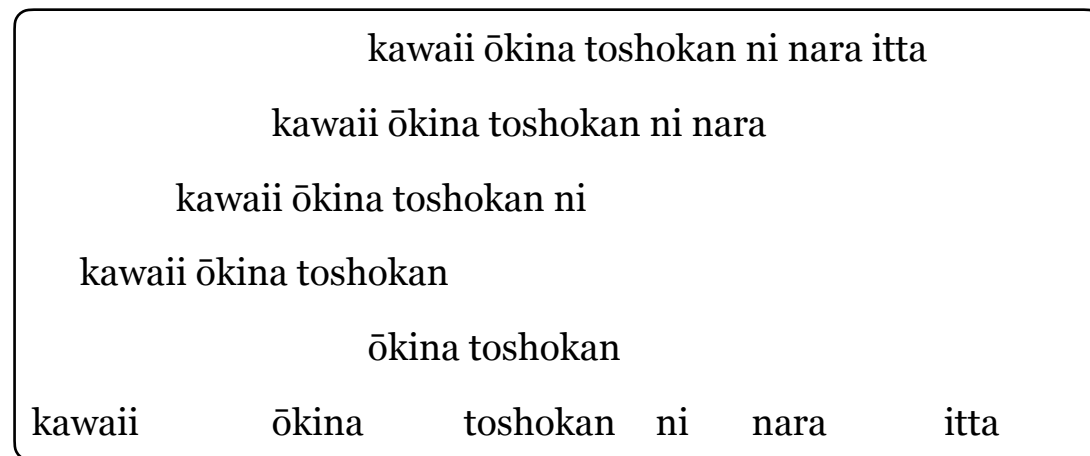 kawaii ōkina toshokan ni nara itta
kawaii ōkina toshokan ni nara
kawaii ōkina toshokan ni
kawaii ōkina toshokan
ōkina toshokan
kawaii ōkina toshokan ni nara itta